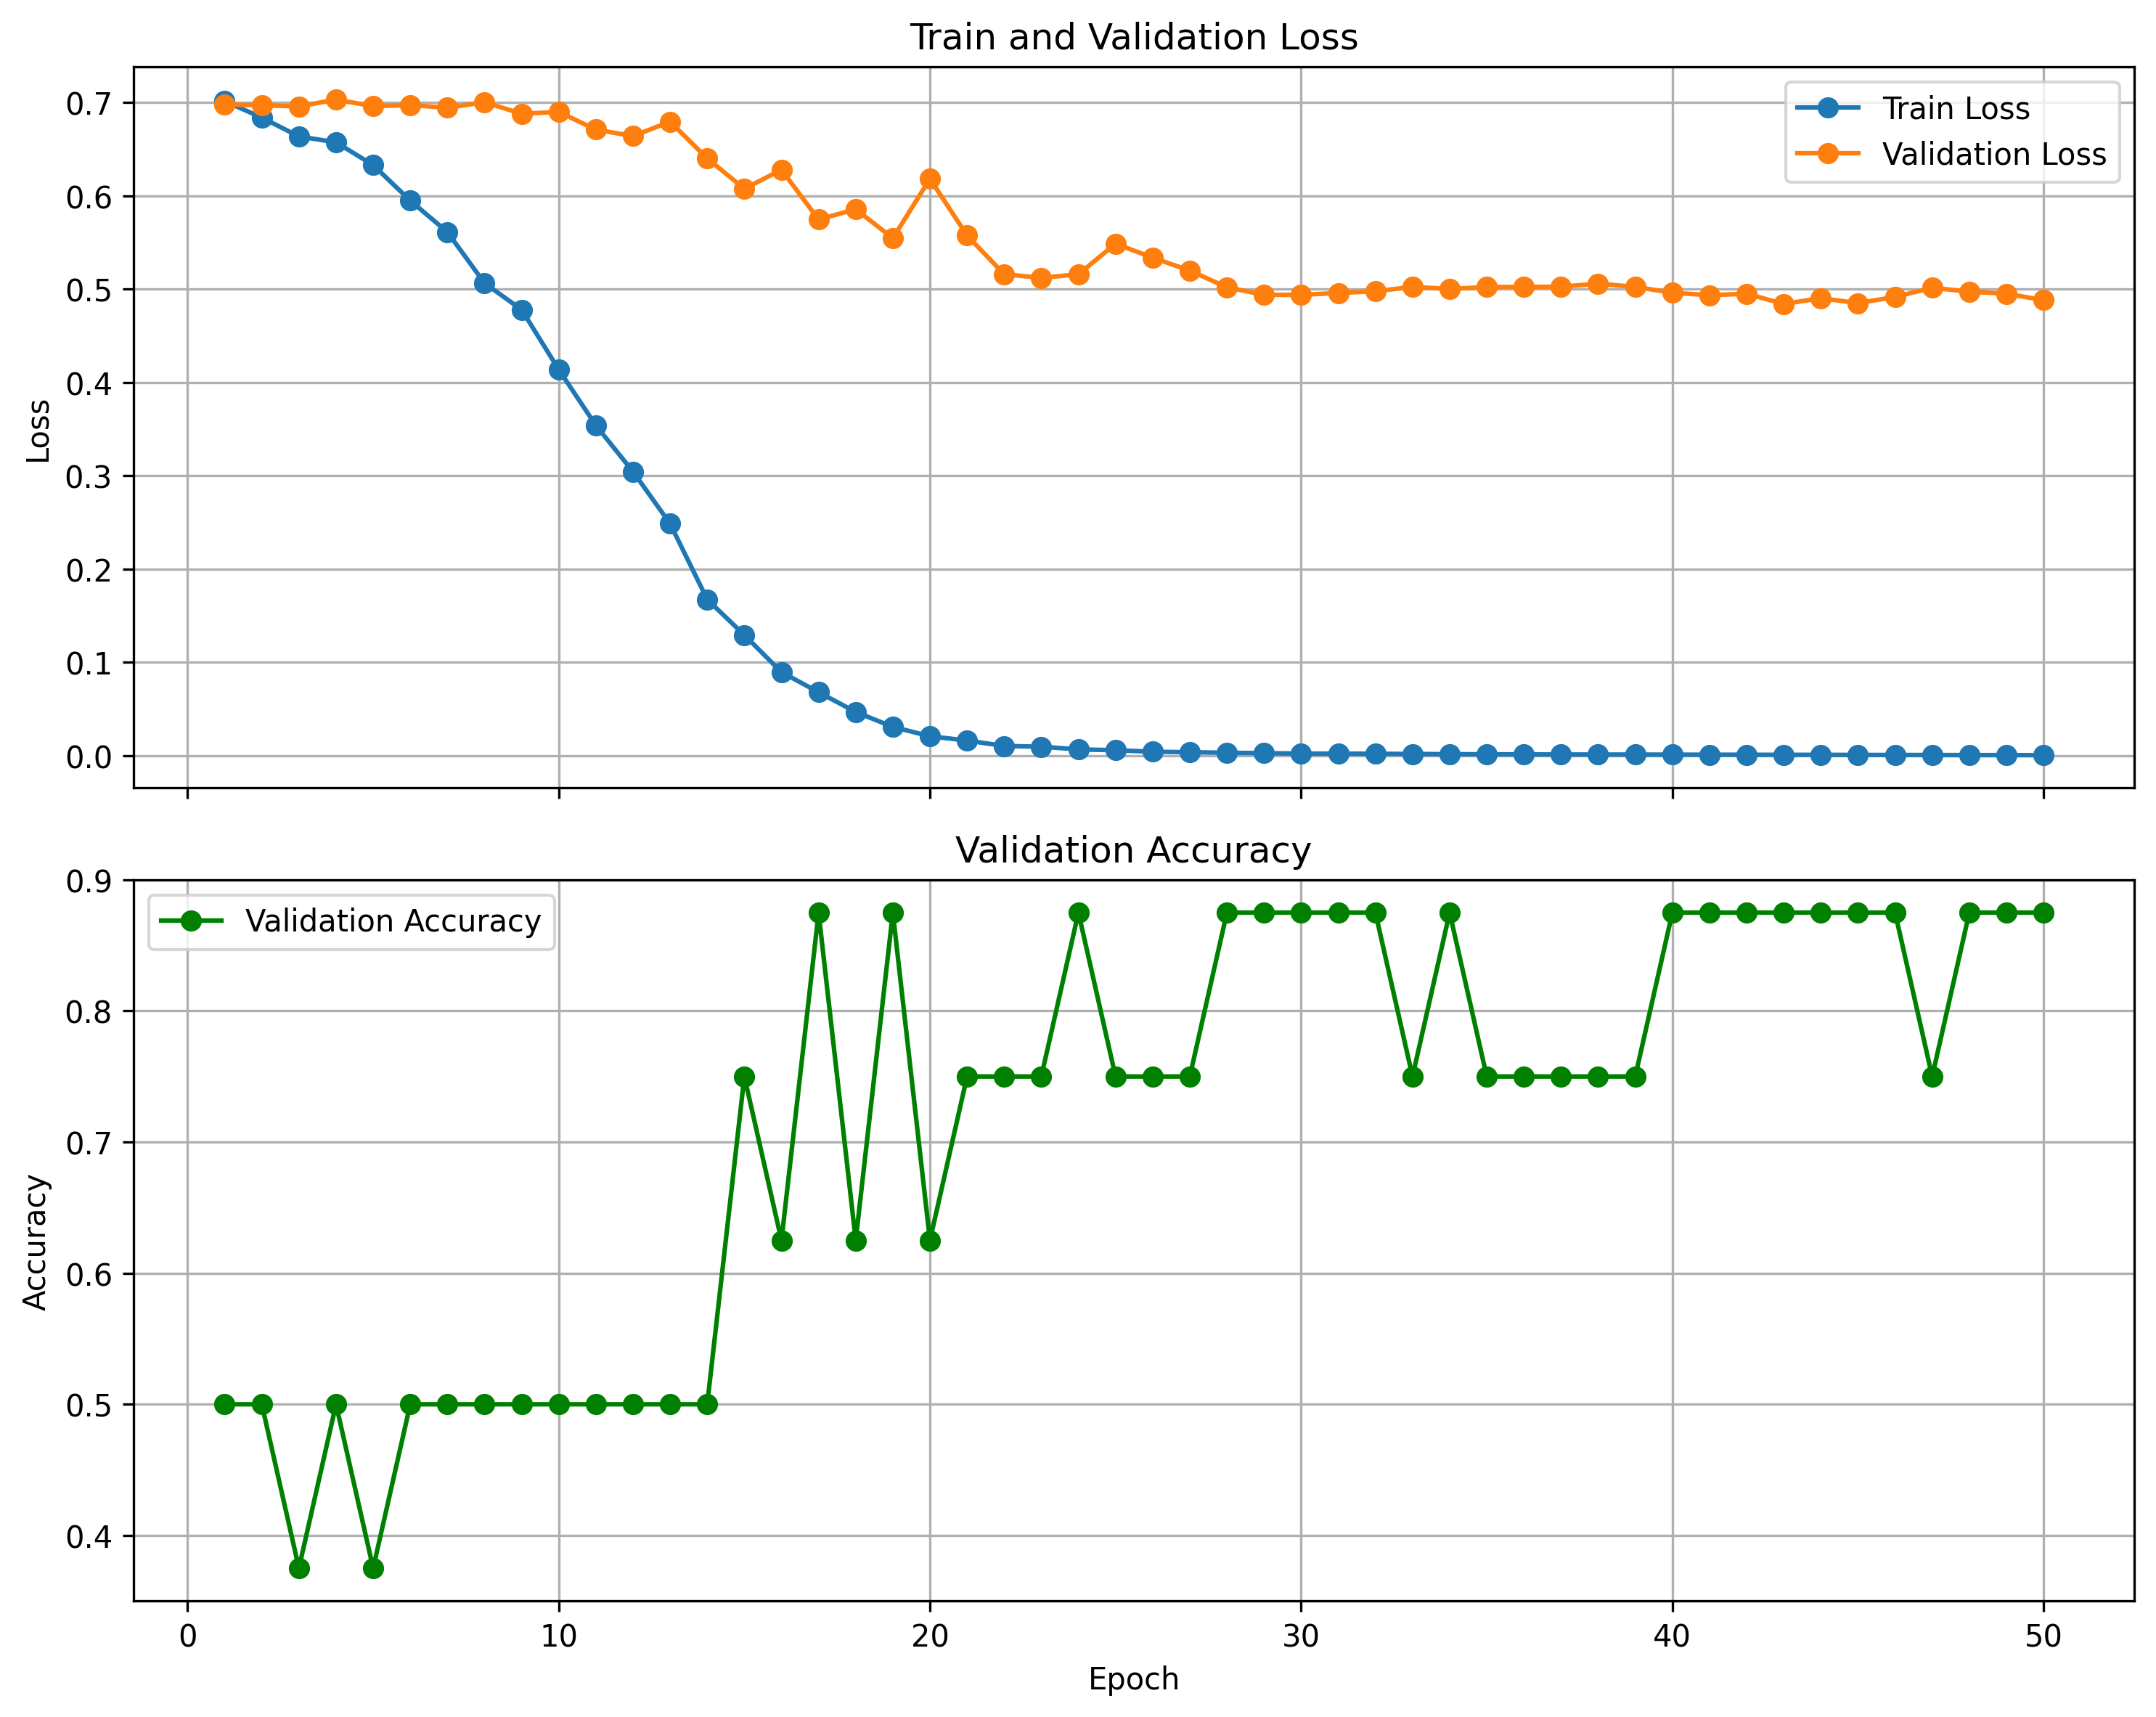 Train and Validation Loss
Train Loss
Validation Loss
Loss
0.7
0.6
0.5
0.4
0.3
0.2
0.1
0.0
Validation Accuracy
Validation Accuracy
Accuracy
0.9
0.8
0.7
0.6
0.5
0.4
0 10 20 30 40 50
Epoch